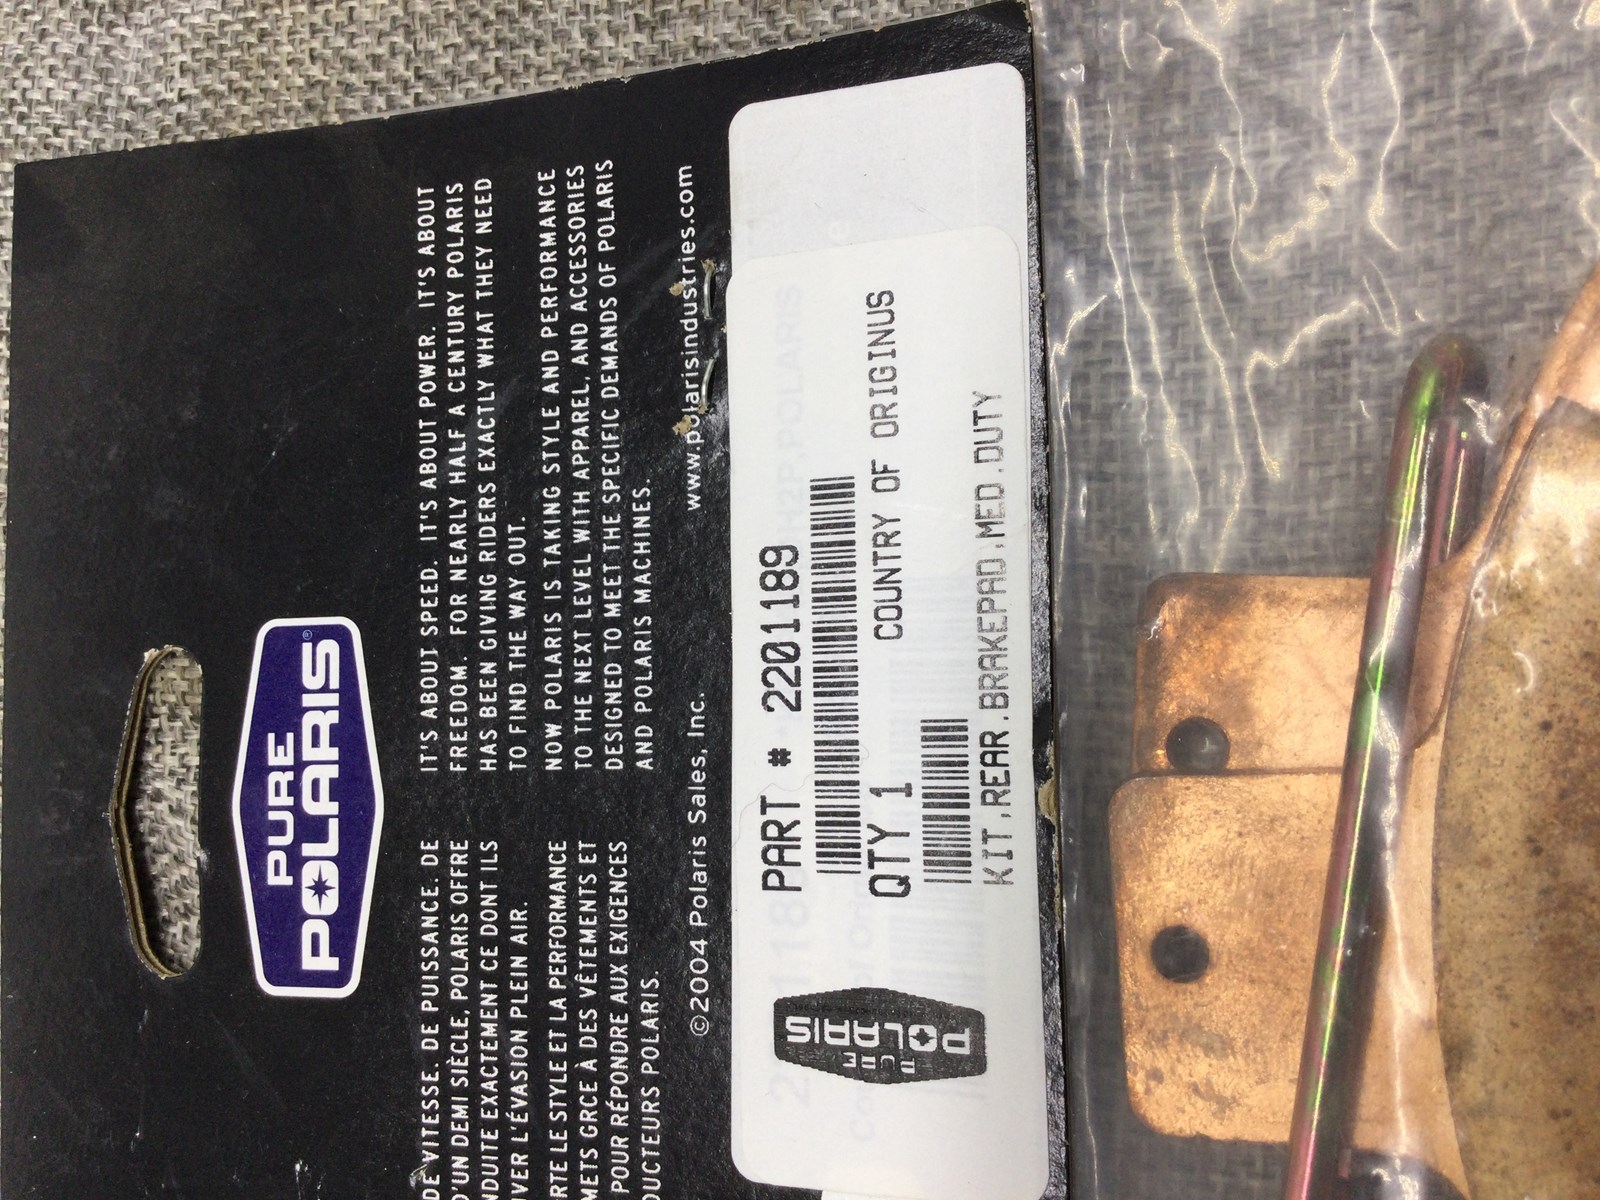 PURE
POLARIS®
IT'S ABOUT SPEED. IT'S ABOUT POWER. IT'S ABOUT
FREEDOM. FOR NEARLY HALF A CENTURY POLARIS
HAS BEEN GIVING RIDERS EXACTLY WHAT THEY NEED
TO FIND THE WAY OUT.
NOW POLARIS IS TAKING STYLE AND PERFORMANCE
TO THE NEXT LEVEL WITH APPAREL, AND ACCESSORIES
DESIGNED TO MEET THE SPECIFIC DEMANDS OF POLARIS
AND POLARIS MACHINES.
DE VITESSE. DE PUISSANCE. DE
D'UN DEMI SIÈCLE, POLARIS OFFRE
NDUITE EXACTEMENT CE DONT ILS
VER L'ÉVASION PLEIN AIR.
RTE LE STYLE ET LA PERFORMANCE
METS GRCE À DES VÊTEMENTS ET
POUR RÉPONDRE AUX EXIGENCES
DUCTEURS POLARIS.
©2004 Polaris Sales, Inc. www.polarisindustries.com
PURE
POLARIS
PART # 2201189
QTY 1 COUNTRY OF ORIGINUS
KIT,REAR.BRAKEPAD,MED.DUTY